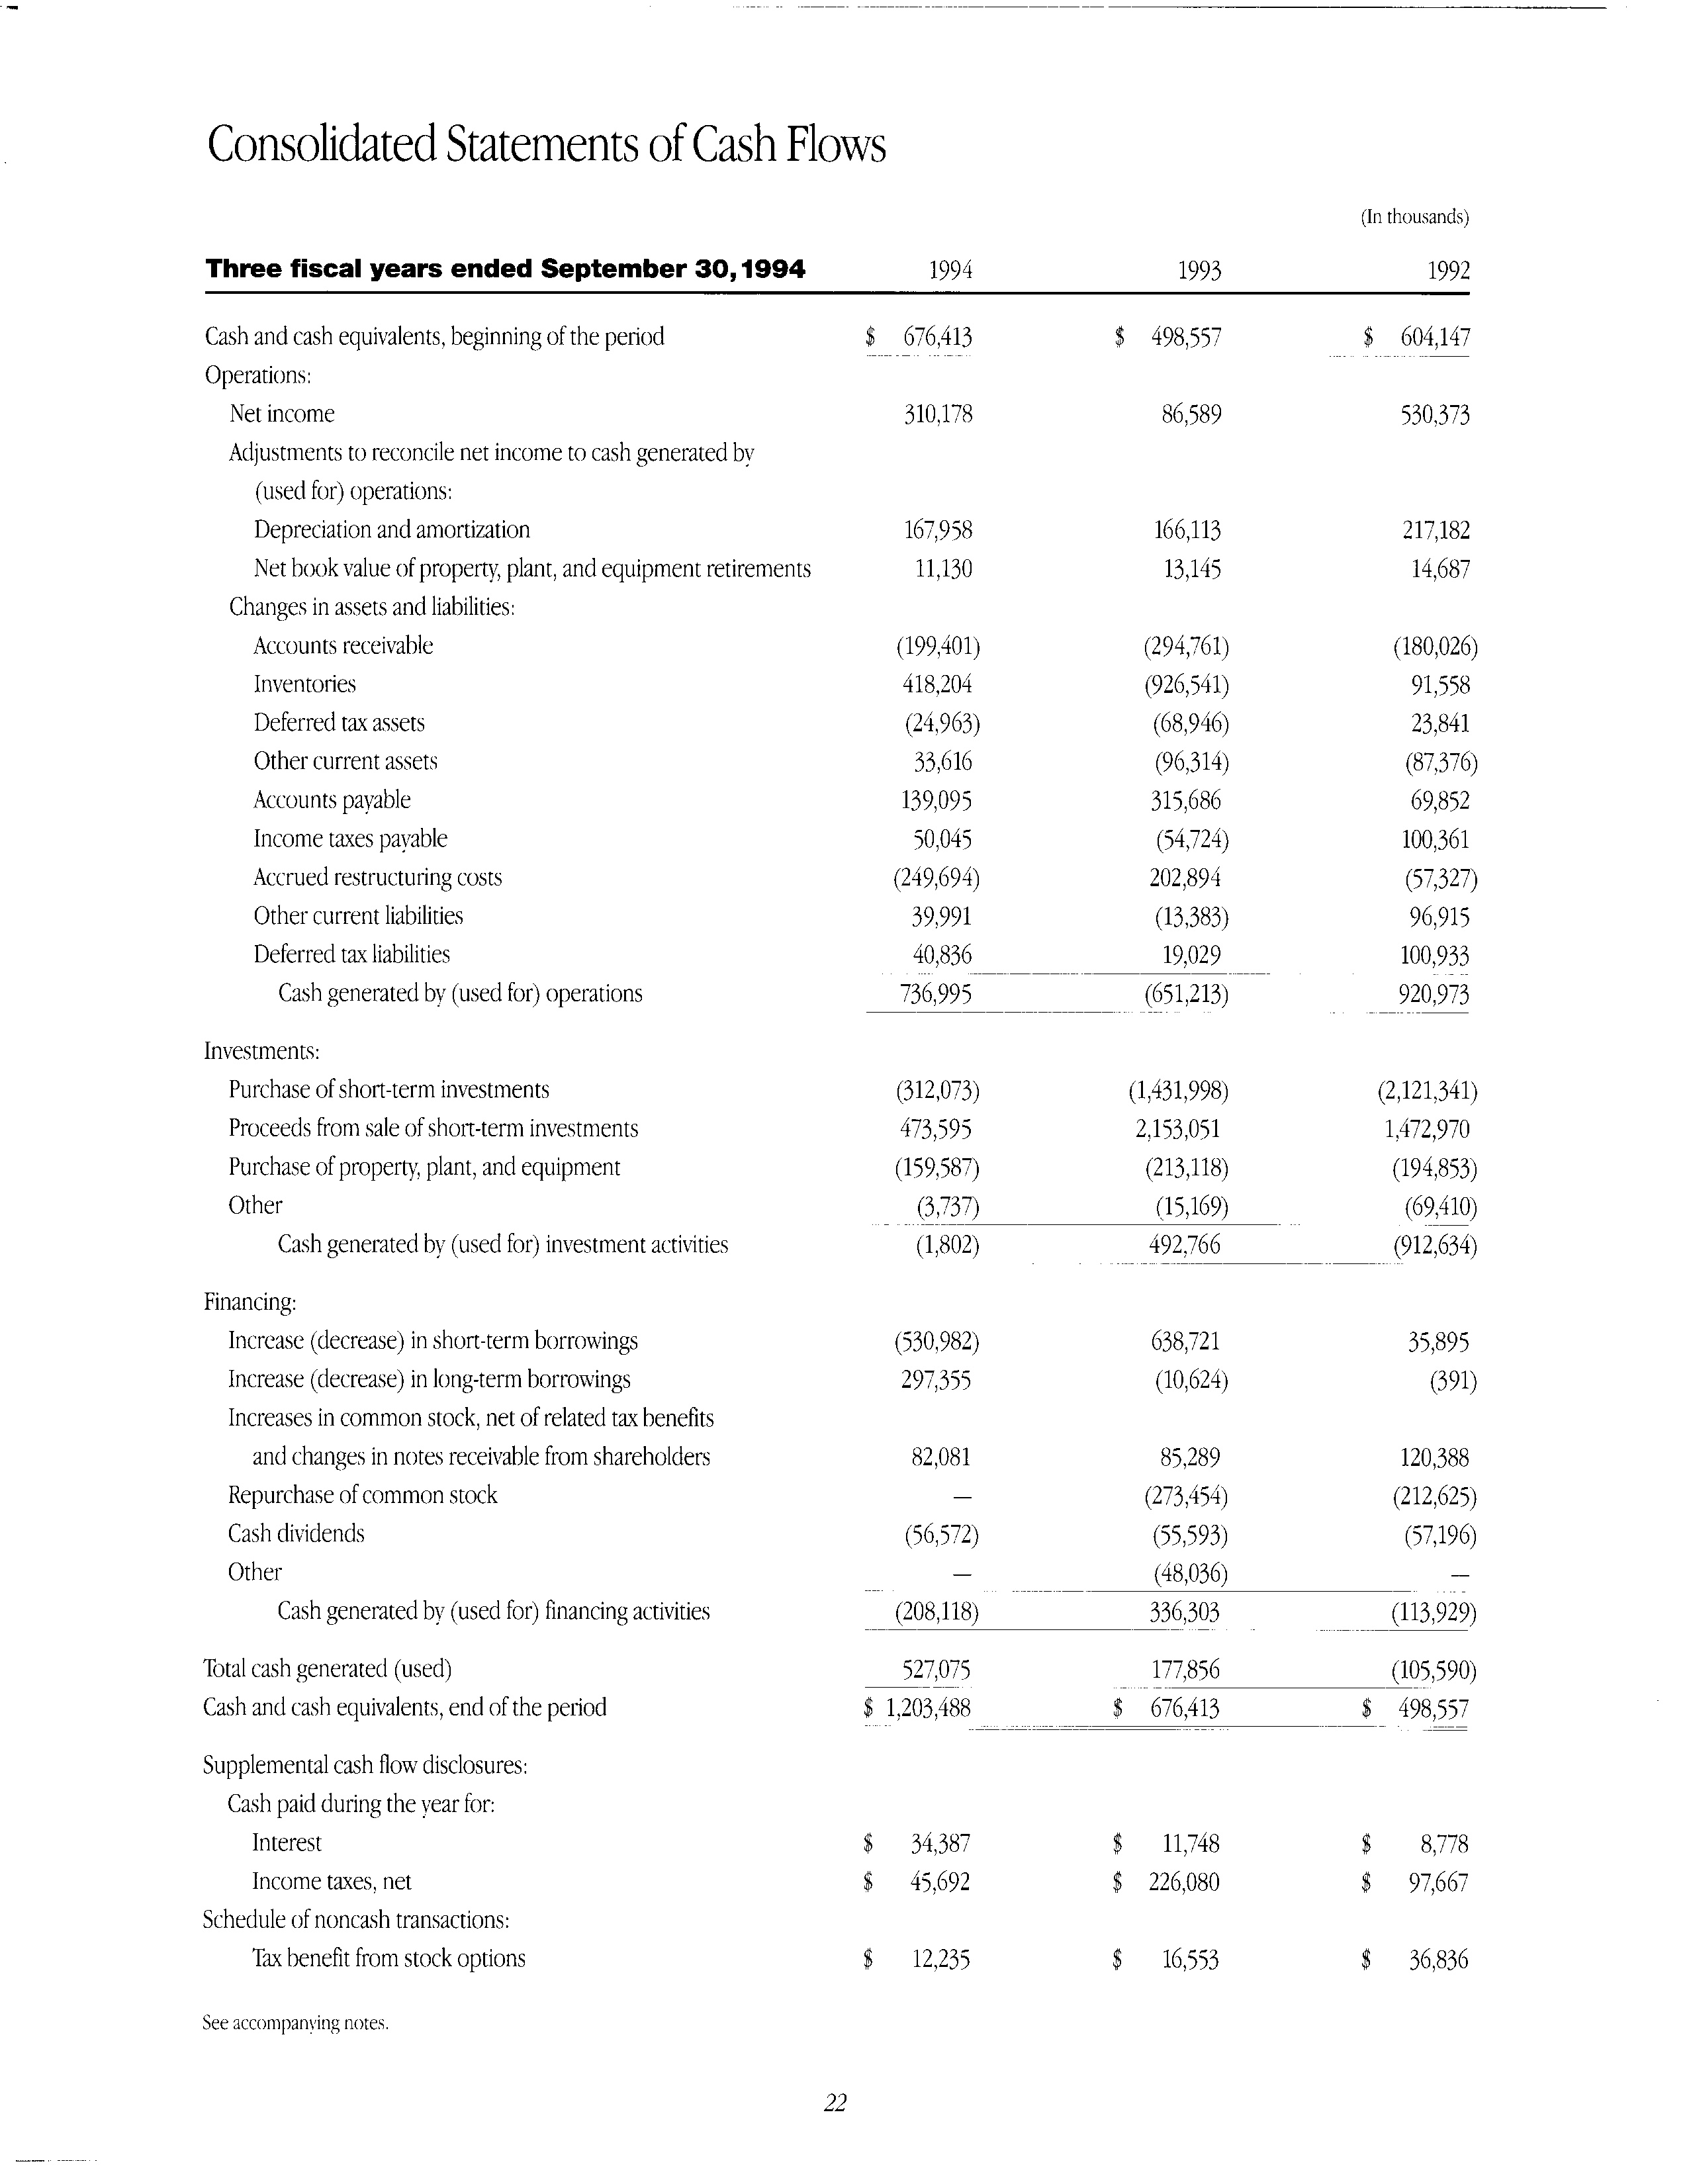 Consolidated Statements of Cash Flows
(In thousands)
Three fiscal years ended September 30, 1994 1994 1993 1992
Cash and cash equivalents, beginning of the period $ 676,413 $ 498,557 $ 604,147
Operations:
Net income 310,178 86,589 530,373
Adjustments to reconcile net income to cash generated by
(used for) operations:
Depreciation and amortization 167,958 166,113 217,182
Net book value of property, plant, and equipment retirements 11,130 13,145 14,687
Changes in assets and liabilities:
Accounts receivable (199,401) (294,761) (180,026)
Inventories 418,204 (926,541) 91,558
Deferred tax assets (24,963) (68,946) 23,841
Other current assets 33,616 (96,314) (87,376)
Accounts payable 139,095 315,686 69,852
Income taxes payable 50,045 (54,724) 100,361
Accrued restructuring costs (249,694) 202,894 (57,327)
Other current liabilities 39,991 (13,383) 96,915
Deferred tax liabilities 40,836 19,029 100,933
Cash generated by (used for) operations 736,995 (651,213) 920,973
Investments:
Purchase of short-term investments (312,073) (1,431,998) (2,121,341)
Proceeds from sale of short-term investments 473,595 2,153,051 1,472,970
Purchase of property, plant, and equipment (159,587) (213,118) (194,853)
Other (3,737) (15,169) (69,410)
Cash generated by (used for) investment activities (1,802) 492,766 (912,634)
Financing:
Increase (decrease) in short-term borrowings (530,982) 638,721 35,895
Increase (decrease) in long-term borrowings 297,355 (10,624) (391)
Increases in common stock, net of related tax benefits
and changes in notes receivable from shareholders 82,081 85,289 120,388
Repurchase of common stock — (273,454) (212,625)
Cash dividends (56,572) (55,593) (57,196)
Other — (48,036) —
Cash generated by (used for) financing activities (208,118) 336,303 (113,929)
Total cash generated (used) 527,075 177,856 (105,590)
Cash and cash equivalents, end of the period $ 1,203,488 $ 676,413 $ 498,557
Supplemental cash flow disclosures:
Cash paid during the year for:
Interest $ 34,387 $ 11,748 $ 8,778
Income taxes, net $ 45,692 $ 226,080 $ 97,667
Schedule of noncash transactions:
Tax benefit from stock options $ 12,235 $ 16,553 $ 36,836
See accompanying notes.
22